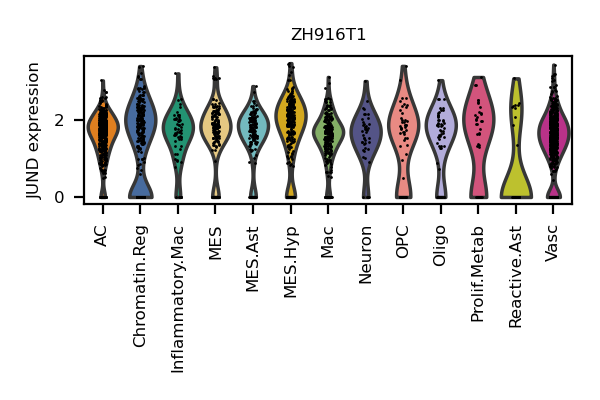 ZH916T1
JUND expression
2
0
AC
Chromatin.Reg
Inflammatory.Mac
MES
MES.Ast
MES.Hyp
Mac
Neuron
OPC
Oligo
Prolif.Metab
Reactive.Ast
Vasc